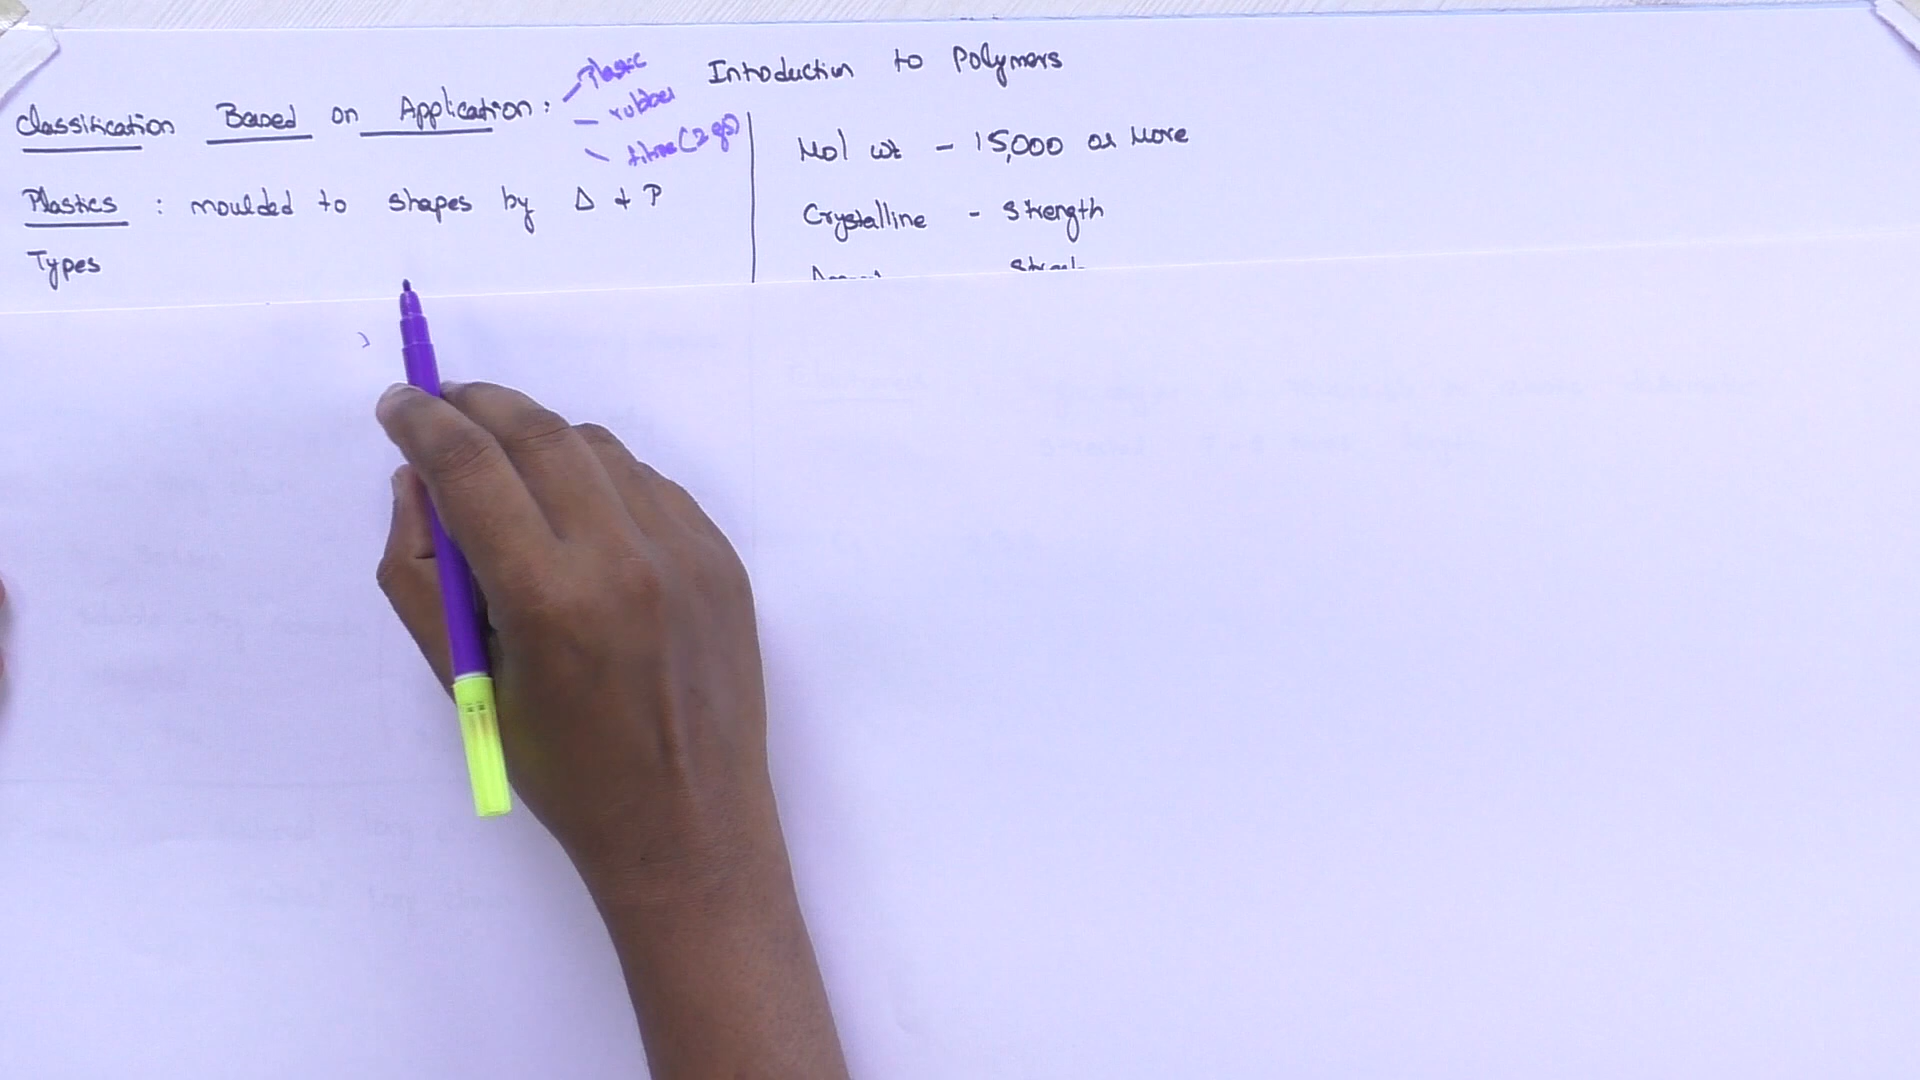 Introduction to Polymers
Classification Based on Application:
Plastic
rubber
fibre (2 gp)
Plastics : moulded to shapes by Δ & P
Types
Mol wt - 15,000 or More
Crystalline - Strength